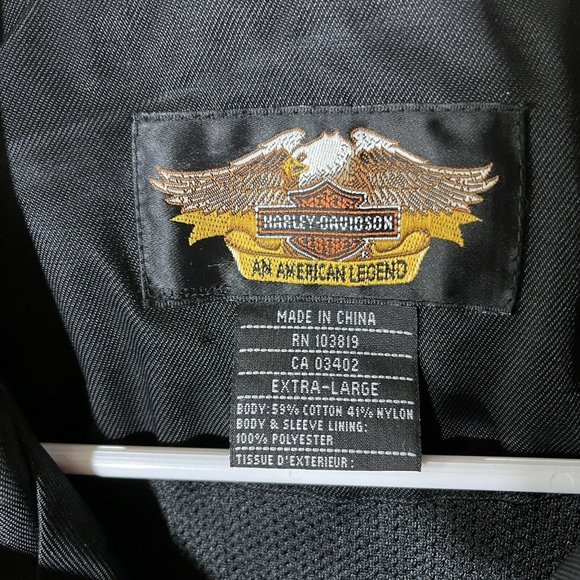 HARLEY-DAVIDSON
®
AN AMERICAN LEGEND
MADE IN CHINA
RN 103819
CA 03402
EXTRA-LARGE
BODY: 59% COTTON 41% NYLON
BODY & SLEEVE LINING:
100% POLYESTER
TISSUE D'EXTERIEUR: